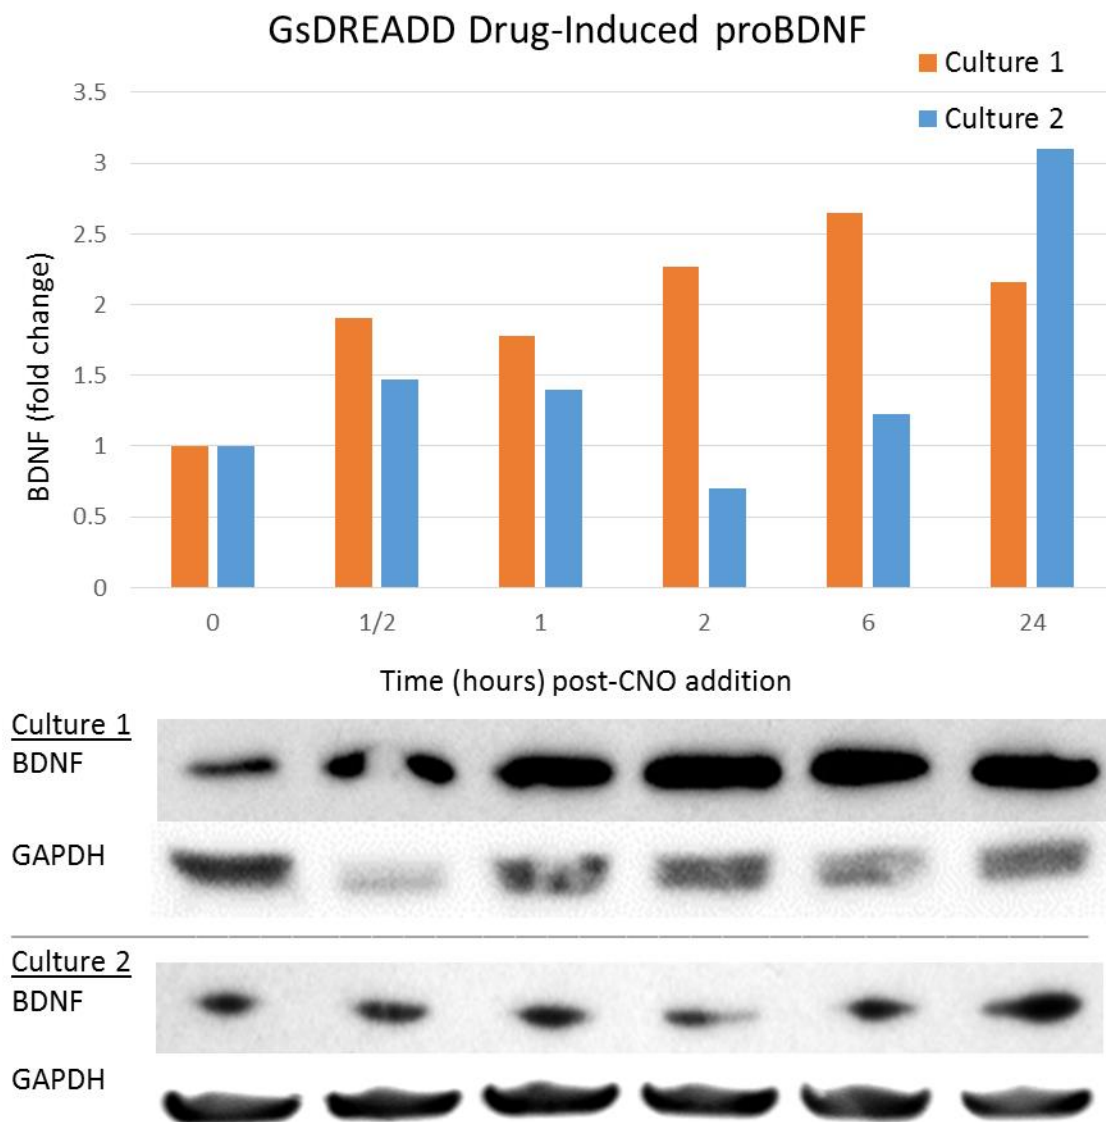 GsDREADD Drug-Induced proBDNF
Culture 1
Culture 2
3.5
3
2.5
2
1.5
1
0.5
0
BDNF (fold change)
0 1/2 1 2 6 24
Time (hours) post-CNO addition
Culture 1
BDNF
GAPDH
Culture 2
BDNF
GAPDH